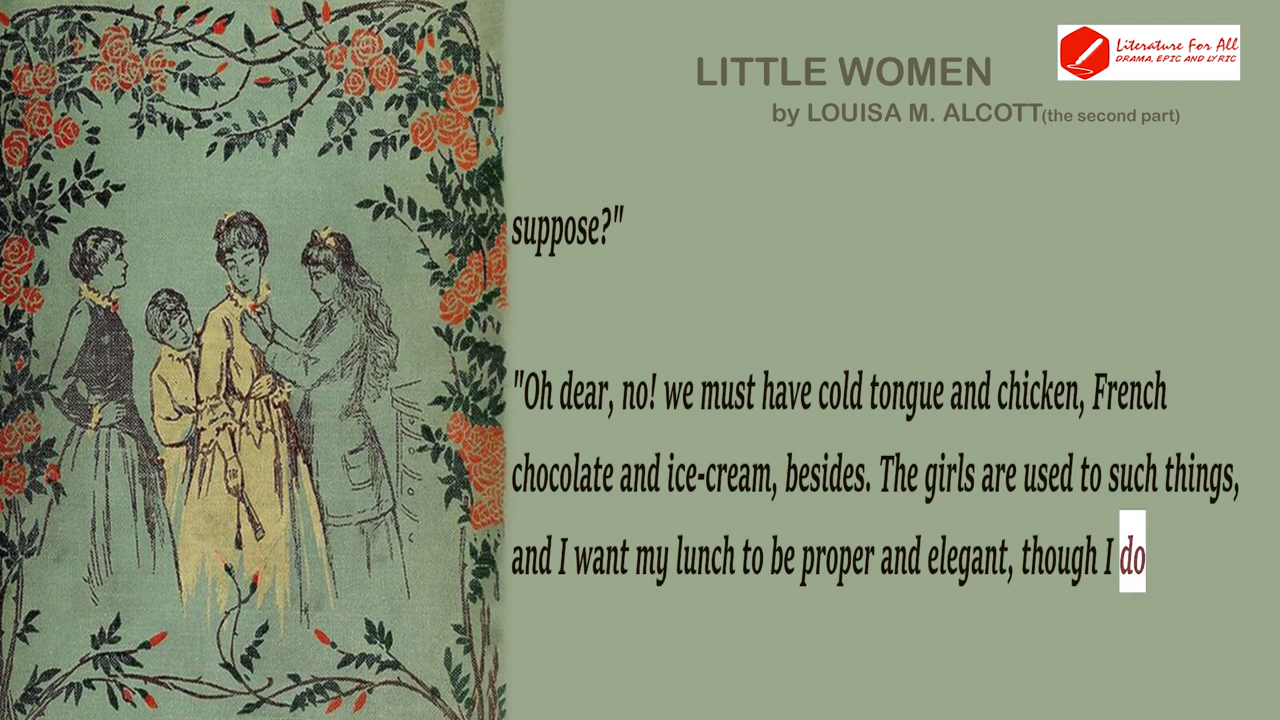 Literature For All
DRAMA, EPIC AND LYRIC
LITTLE WOMEN
by LOUISA M. ALCOTT(the second part)
suppose?"
"Oh dear, no! we must have cold tongue and chicken, French
chocolate and ice-cream, besides. The girls are used to such things,
and I want my lunch to be proper and elegant, though I do